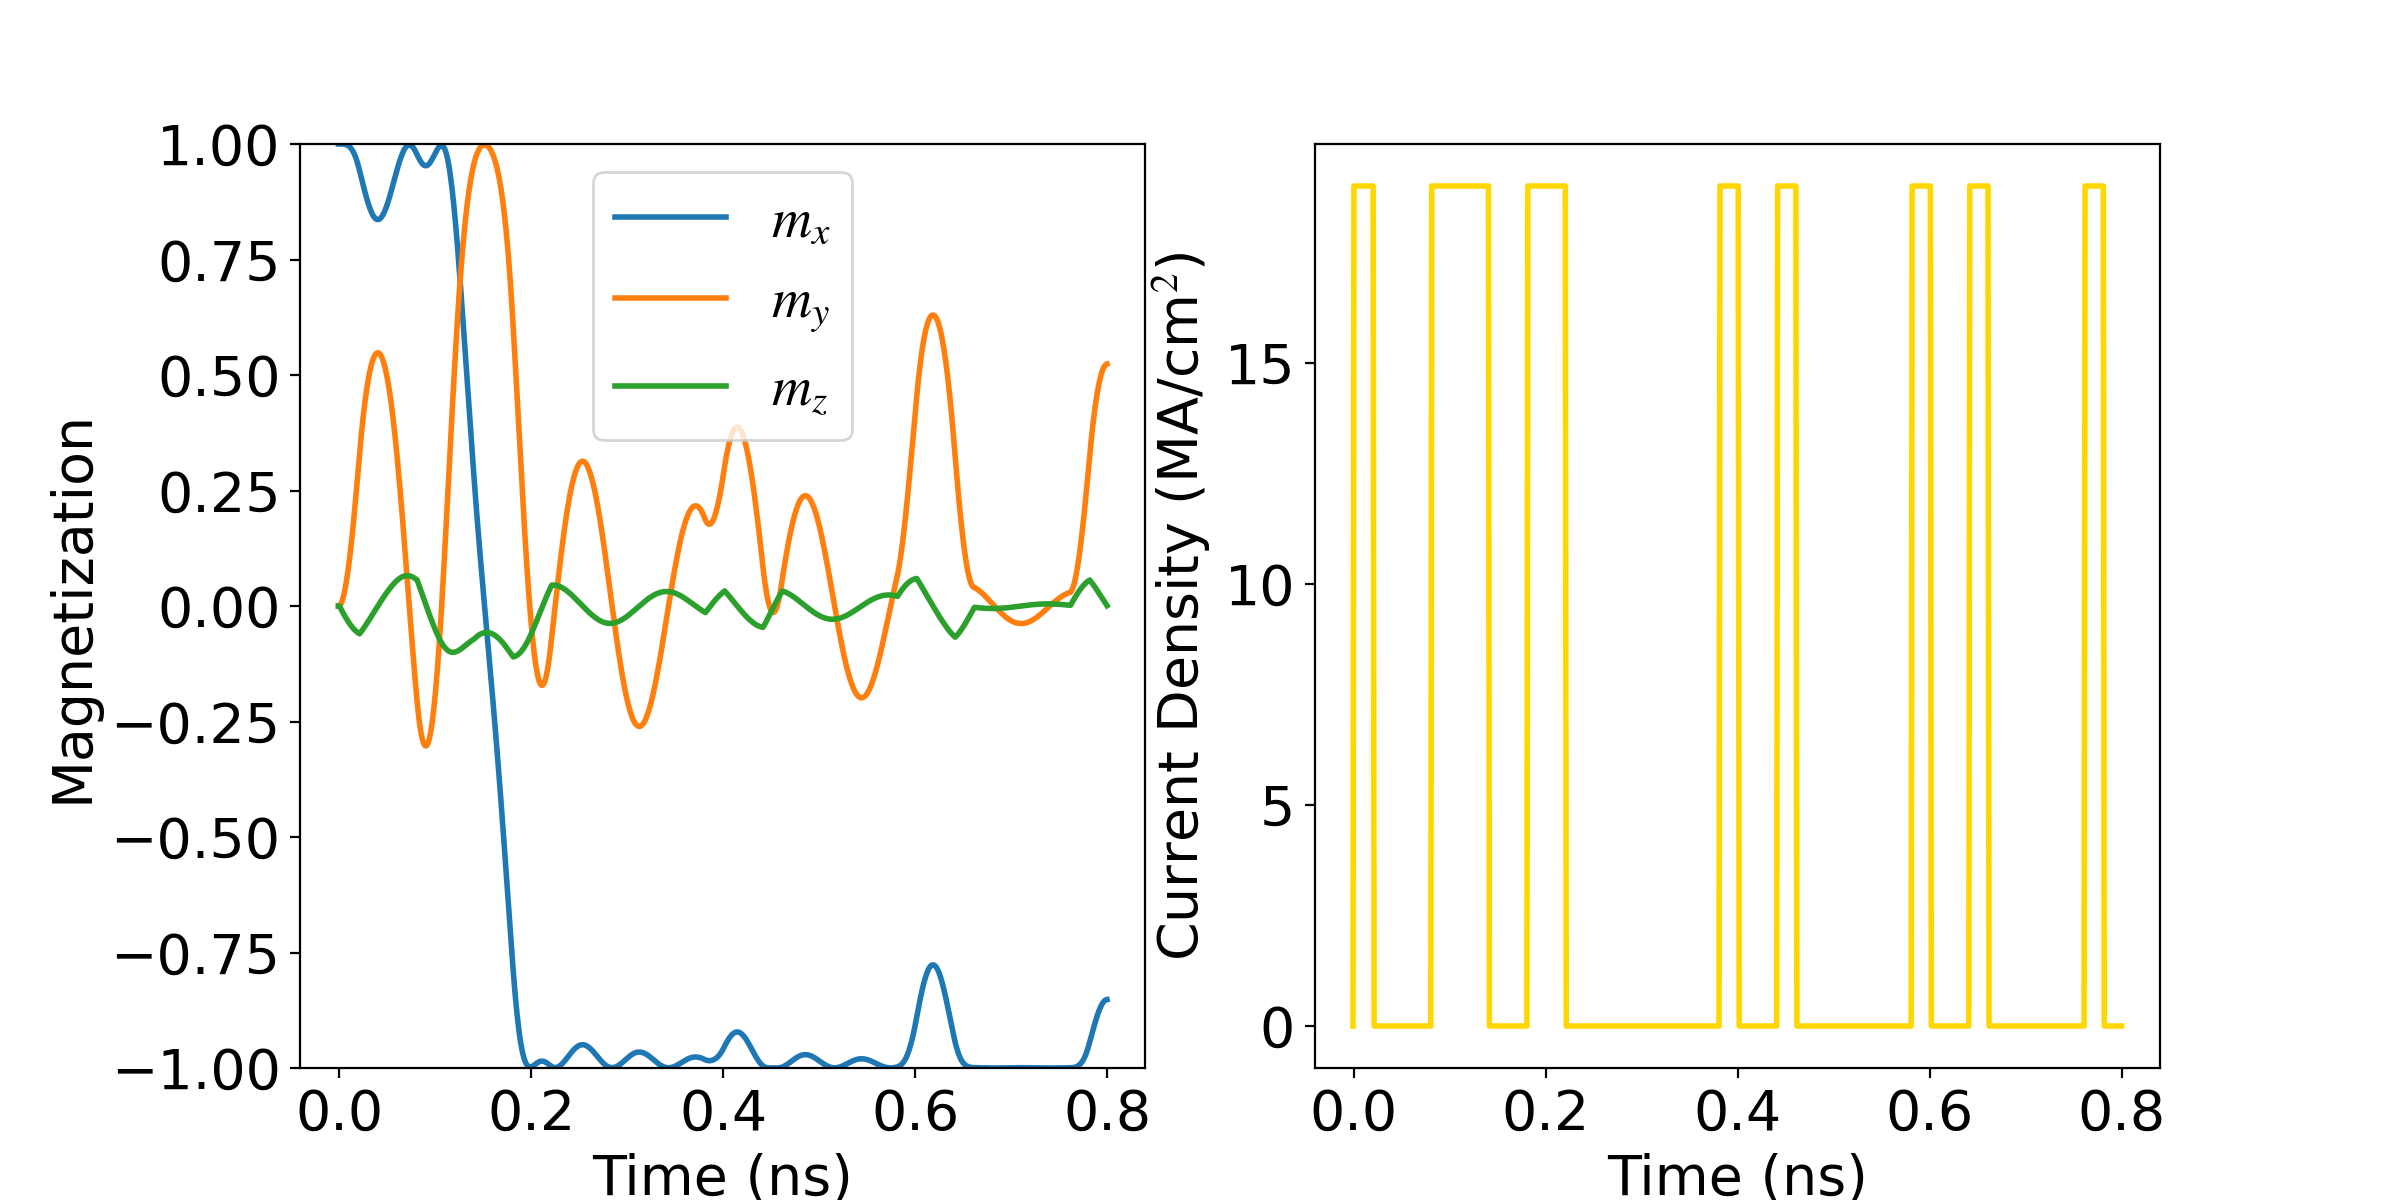 Magnetization
1.00
0.75
0.50
0.25
0.00
−0.25
−0.50
−0.75
−1.00
m_x
m_y
m_z
0.0 0.2 0.4 0.6 0.8
Time (ns)
Current Density (MA/cm²)
15
10
5
0
0.0 0.2 0.4 0.6 0.8
Time (ns)